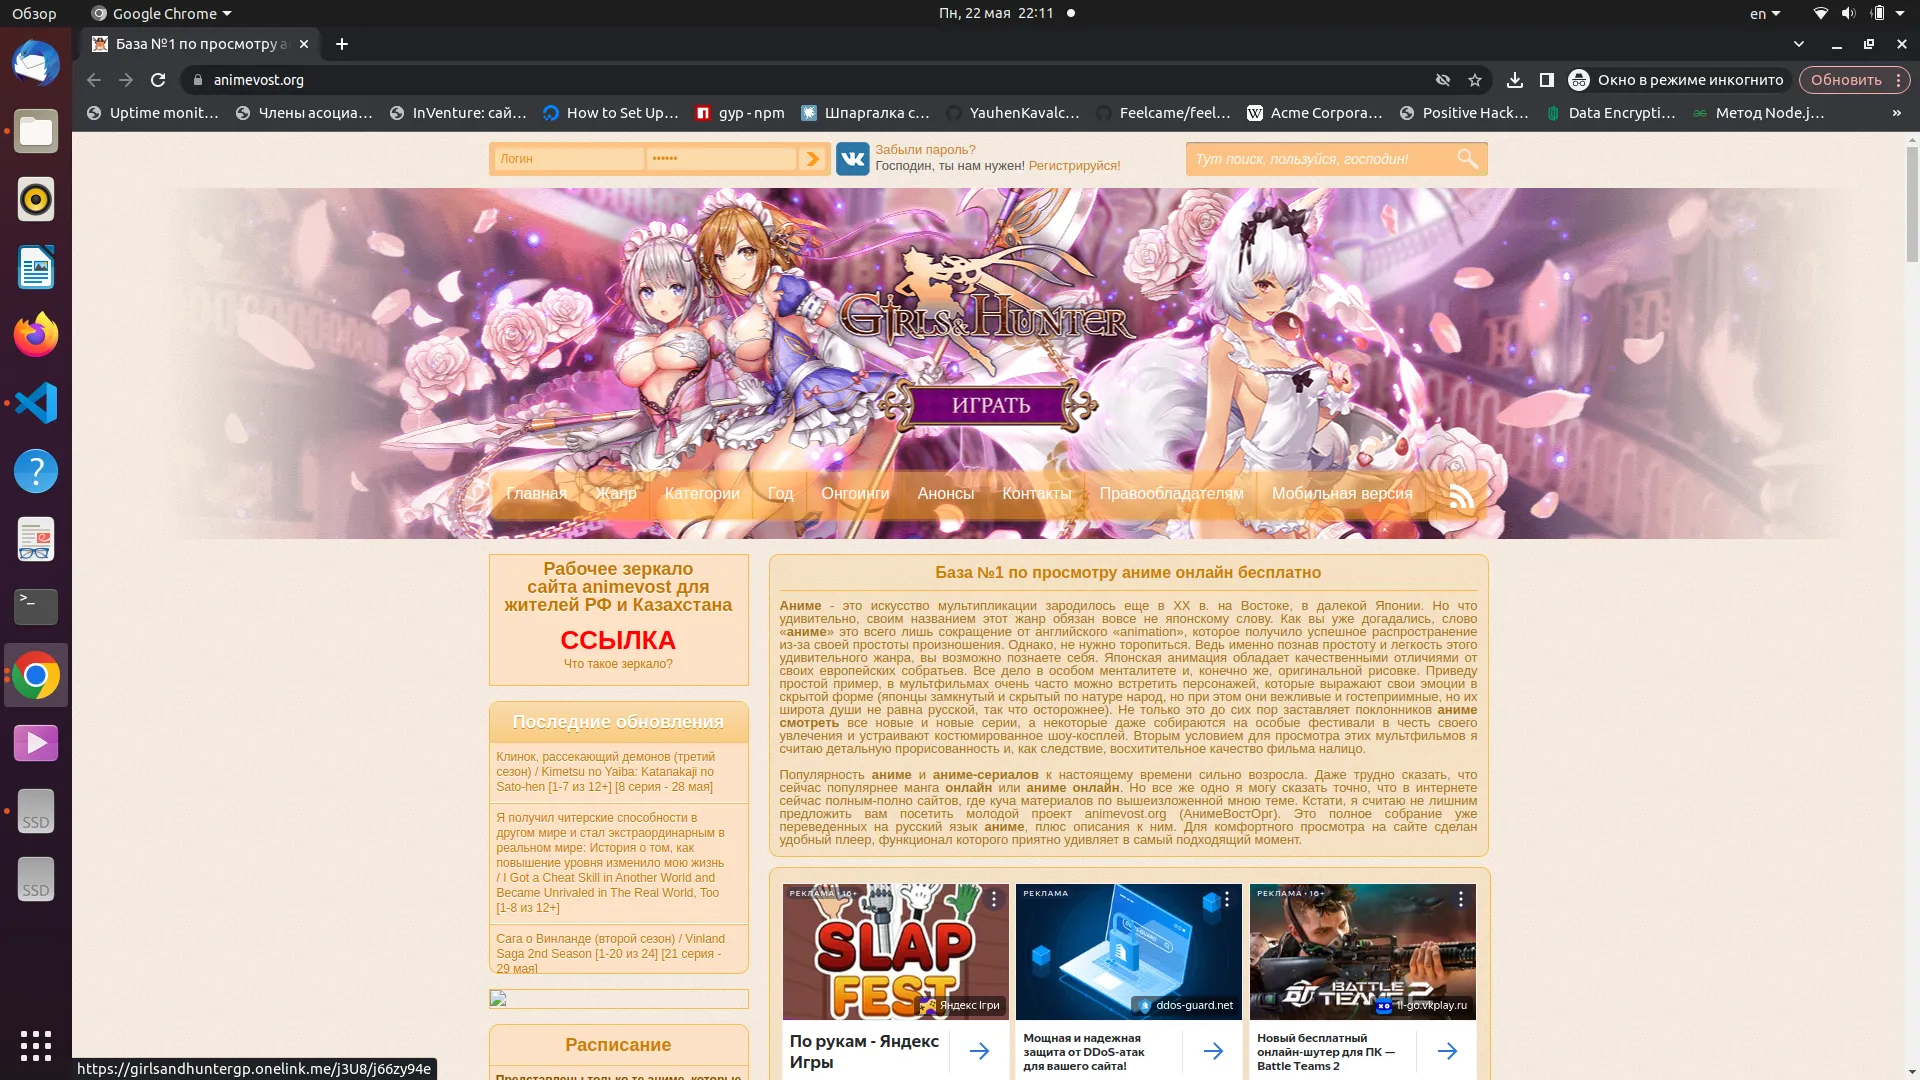 Обзор
Google Chrome
Пн, 22 мая 22:11
en
База №1 по просмотру а
animevost.org
Окно в режиме инкогнито
Обновить
Uptime monit…
Члены асоциа…
InVenture: сай…
How to Set Up…
gyp - npm
Шпаргалка с…
YauhenKavalc…
Feelcame/feel…
Acme Corpora…
Positive Hack…
Data Encrypti…
Метод Node.j…
»
Логин
••••••
Забыли пароль?
Господин, ты нам нужен! Регистрируйся!
Тут поиск, пользуйся, господин!
GIRLS & HUNTER
ИГРАТЬ
Главная
Жанр
Категории
Год
Онгоинги
Анонсы
Контакты
Правообладателям
Мобильная версия
Рабочее зеркало
сайта animevost для
жителей РФ и Казахстана
ССЫЛКА
Что такое зеркало?
Последние обновления
Клинок, рассекающий демонов (третий
сезон) / Kimetsu no Yaiba: Katanakaji no
Sato-hen [1-7 из 12+] [8 серия - 28 мая]
Я получил читерские способности в
другом мире и стал экстраординарным в
реальном мире: История о том, как
повышение уровня изменило мою жизнь
/ I Got a Cheat Skill in Another World and
Became Unrivaled in The Real World, Too
[1-8 из 12+]
Сага о Винланде (второй сезон) / Vinland
Saga 2nd Season [1-20 из 24] [21 серия -
29 мая]
Расписание
Представлены только те аниме, которые
База №1 по просмотру аниме онлайн бесплатно
Аниме - это искусство мультипликации зародилось еще в XX в. на Востоке, в далекой Японии. Но что
удивительно, своим названием этот жанр обязан вовсе не японскому слову. Как вы уже догадались, слово
«аниме» это всего лишь сокращение от английского «animation», которое получило успешное распространение
из-за своей простоты произношения. Однако, не нужно торопиться. Ведь именно познав простоту и легкость этого
удивительного жанра, вы возможно познаете себя. Японская анимация обладает качественными отличиями от
своих европейских собратьев. Все дело в особом менталитете и, конечно же, оригинальной рисовке. Приведу
простой пример, в мультфильмах очень часто можно встретить персонажей, которые выражают свои эмоции в
скрытой форме (японцы замкнутый и скрытый по натуре народ, но при этом они вежливые и гостеприимные, но их
широта души не равна русской, так что осторожнее). Не только это до сих пор заставляет поклонников аниме
смотреть все новые и новые серии, а некоторые даже собираются на особые фестивали в честь своего
увлечения и устраивают костюмированное шоу-косплей. Вторым условием для просмотра этих мультфильмов я
считаю детальную прорисованность и, как следствие, восхитительное качество фильма налицо.
Популярность аниме и аниме-сериалов к настоящему времени сильно возросла. Даже трудно сказать, что
сейчас популярнее манга онлайн или аниме онлайн. Но все же одно я могу сказать точно, что в интернете
сейчас полным-полно сайтов, где куча материалов по вышеизложенной мною теме. Кстати, я считаю не лишним
предложить вам посетить молодой проект animevost.org (АнимеВостОрг). Это полное собрание уже
переведенных на русский язык аниме, плюс описания к ним. Для комфортного просмотра на сайте сделан
удобный плеер, функционал которого приятно удивляет в самый подходящий момент.
РЕКЛАМА • 16+
SLAP
FEST
Яндекс Ігри
По рукам - Яндекс
Игры
РЕКЛАМА
ddos-guard.net
Мощная и надежная
защита от DDoS-атак
для вашего сайта!
РЕКЛАМА • 16+
BATTLE
TEAMS 2
1l-go.vkplay.ru
Новый бесплатный
онлайн-шутер для ПК —
Battle Teams 2
SSD
SSD
https://girlsandhuntergp.onelink.me/j3U8/j66zy94e